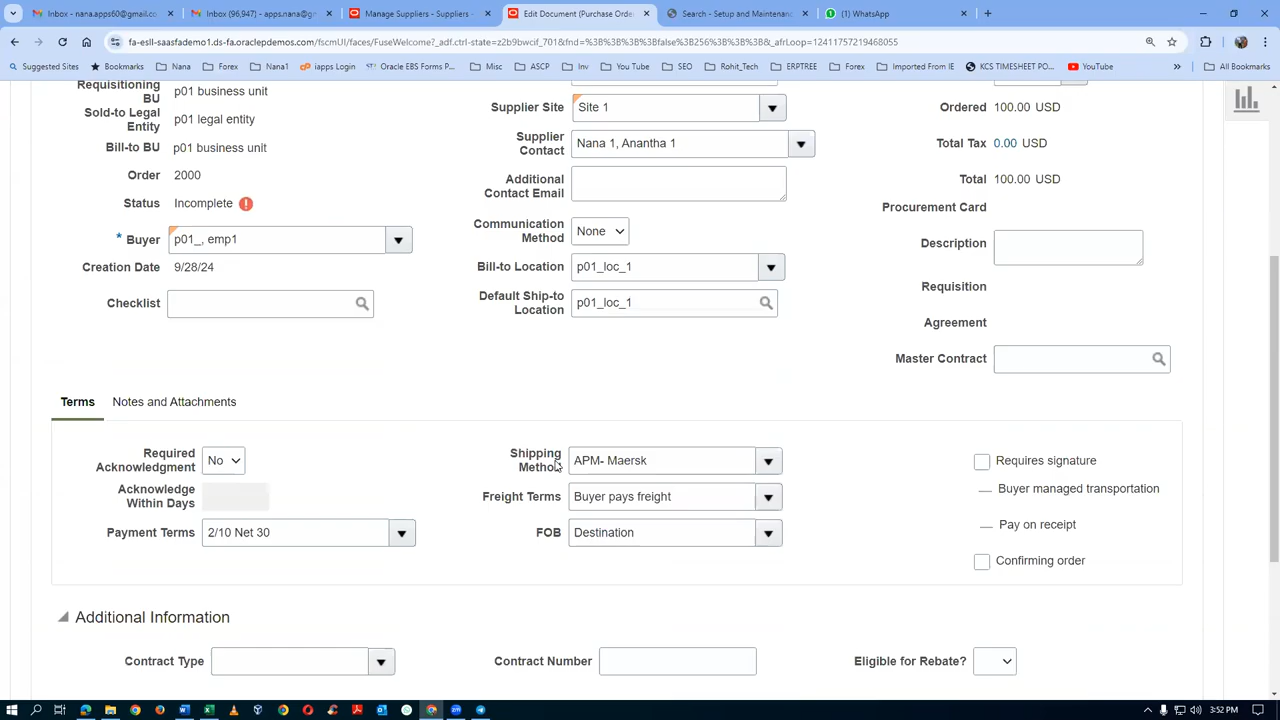 nana.apps60@gmail.co
Inbox (96,947) - apps.nana@g
Manage Suppliers - Suppliers -
Edit Document (Purchase Orde
Search - Setup and Maintenanc
(1) WhatsApp
fa-esll-saasfademo1.ds-fa.oraclepdemos.com/fscmUI/faces/FuseWelcome?_adf.ctrl-state=z2b9bwcif_701&fnd=%3B%3B%3B%3Bfalse%3B256%3B%3B%3B&_afrLoop=12411757219468055
Suggested Sites Bookmarks Nana Forex Nana1 iapps Login Oracle EBS Forms P... Misc ASCP Inv You Tube SEO Rohit_Tech ERPTREE Forex Imported From IE KCS TIMESHEET PO... YouTube All Bookmarks
Requisitioning
BU
p01 business unit
Sold-to Legal
Entity
p01 legal entity
Bill-to BU p01 business unit
Order 2000
Status Incomplete
* Buyer p01_, emp1
Creation Date 9/28/24
Checklist
Supplier Site Site 1
Supplier
Contact
Nana 1, Anantha 1
Additional
Contact Email
Communication
Method
None
Bill-to Location p01_loc_1
Default Ship-to
Location
p01_loc_1
Ordered 100.00 USD
Total Tax 0.00 USD
Total 100.00 USD
Procurement Card
Description
Requisition
Agreement
Master Contract
Terms Notes and Attachments
Required
Acknowledgment
No
Acknowledge
Within Days
Payment Terms 2/10 Net 30
Shipping
Method
APM- Maersk
Freight Terms Buyer pays freight
FOB Destination
Requires signature
Buyer managed transportation
Pay on receipt
Confirming order
Additional Information
Contract Type
Contract Number
Eligible for Rebate?
3:52 PM